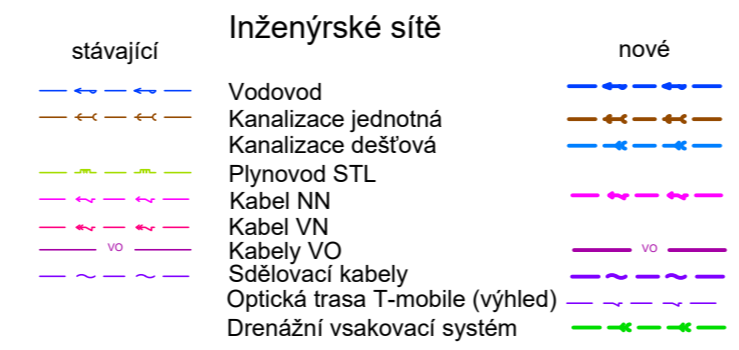 Inženýrské sítě
stávající nové
Vodovod
Kanalizace jednotná
Kanalizace dešťová
Plynovod STL
Kabel NN
Kabel VN
VO Kabely VO VO
Sdělovací kabely
Optická trasa T-mobile (výhled)
Drenážní vsakovací systém